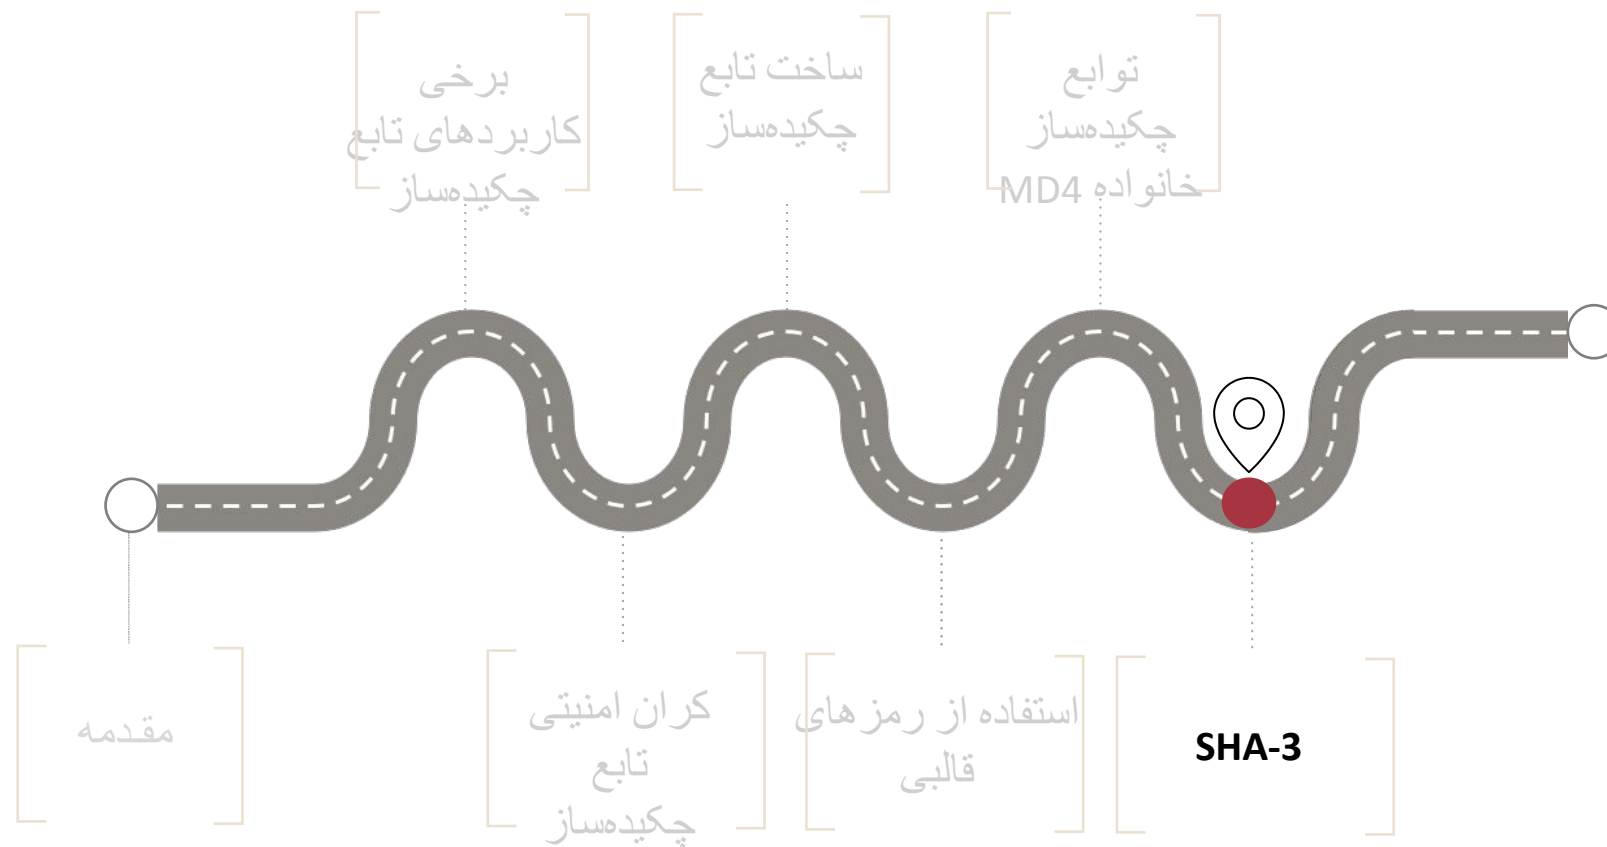 برخی
کاربردهای تابع
چکیده‌ساز
ساخت تابع
چکیده‌ساز
توابع
چکیده‌ساز
خانواده MD4
مقدمه
کران امنیتی
تابع
چکیده‌ساز
استفاده از رمزهای
قالبی
SHA-3